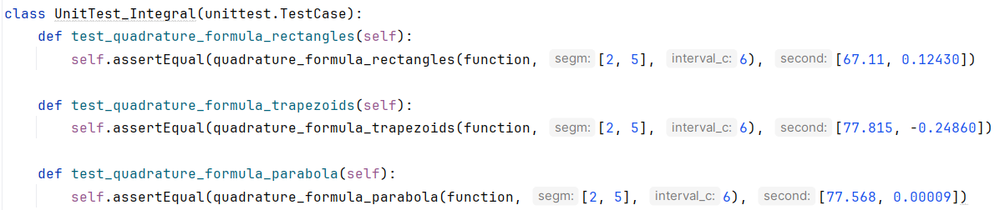 class UnitTest_Integral(unittest.TestCase):
def test_quadrature_formula_rectangles(self):
self.assertEqual(quadrature_formula_rectangles(function, segm: [2, 5], interval_c: 6), second: [67.11, 0.12430])
def test_quadrature_formula_trapezoids(self):
self.assertEqual(quadrature_formula_trapezoids(function, segm: [2, 5], interval_c: 6), second: [77.815, -0.24860])
def test_quadrature_formula_parabola(self):
self.assertEqual(quadrature_formula_parabola(function, segm: [2, 5], interval_c: 6), second: [77.568, 0.00009])